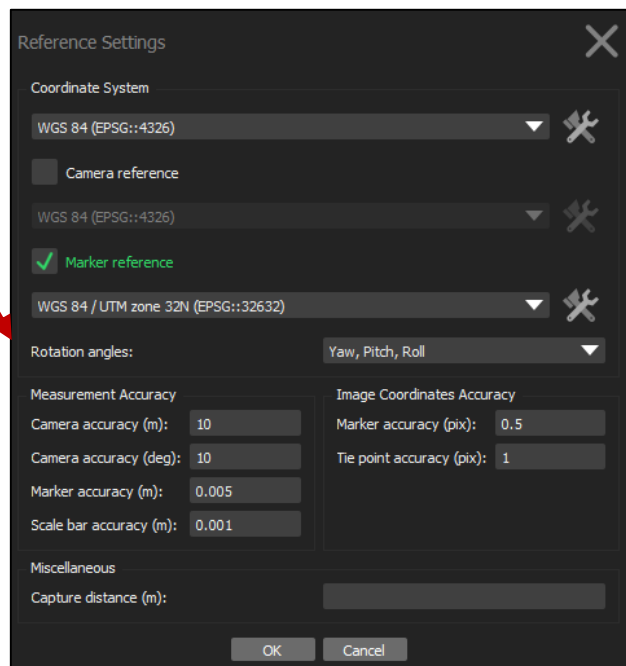 Reference Settings
Coordinate System
WGS 84 (EPSG::4326)
Camera reference
WGS 84 (EPSG::4326)
Marker reference
WGS 84 / UTM zone 32N (EPSG::32632)
Rotation angles: Yaw, Pitch, Roll
Measurement Accuracy
Camera accuracy (m): 10
Camera accuracy (deg): 10
Marker accuracy (m): 0.005
Scale bar accuracy (m): 0.001
Image Coordinates Accuracy
Marker accuracy (pix): 0.5
Tie point accuracy (pix): 1
Miscellaneous
Capture distance (m):
OK Cancel